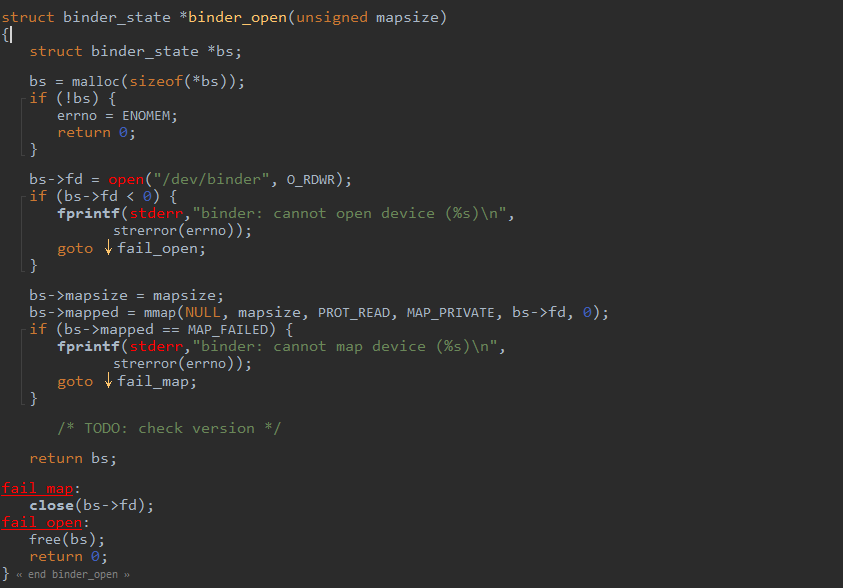 struct binder_state *binder_open(unsigned mapsize)
{
struct binder_state *bs;
bs = malloc(sizeof(*bs));
if (!bs) {
errno = ENOMEM;
return 0;
}
bs->fd = open("/dev/binder", O_RDWR);
if (bs->fd < 0) {
fprintf(stderr,"binder: cannot open device (%s)\n",
strerror(errno));
goto ↓fail_open;
}
bs->mapsize = mapsize;
bs->mapped = mmap(NULL, mapsize, PROT_READ, MAP_PRIVATE, bs->fd, 0);
if (bs->mapped == MAP_FAILED) {
fprintf(stderr,"binder: cannot map device (%s)\n",
strerror(errno));
goto ↓fail_map;
}
/* TODO: check version */
return bs;
fail_map:
close(bs->fd);
fail_open:
free(bs);
return 0;
} « end binder_open »